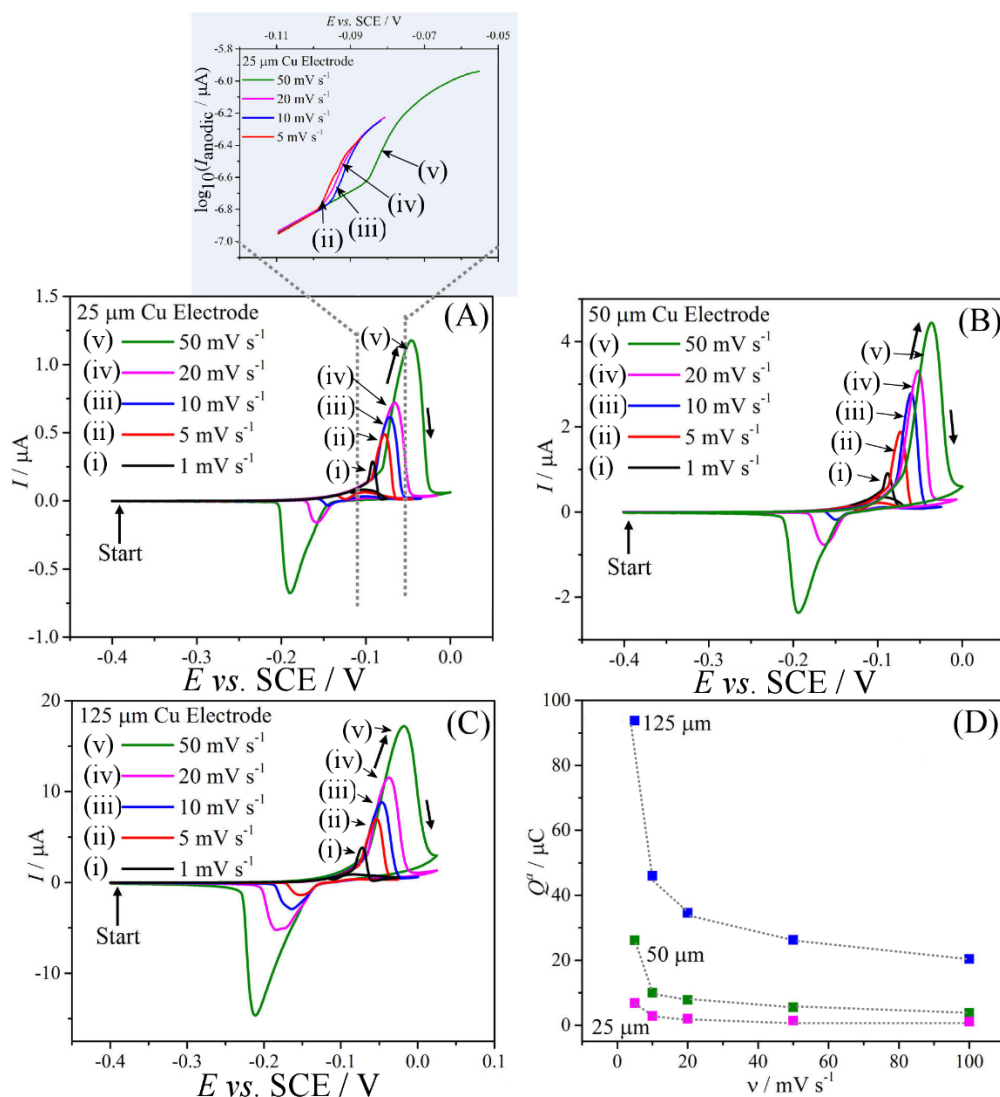 E vs. SCE / V
-0.11 -0.09 -0.07 -0.05
-5.8
-6.0
-6.2
-6.4
-6.6
-6.8
-7.0
log₁₀(I_anodic / μA)
25 μm Cu Electrode
50 mV s⁻¹
20 mV s⁻¹
10 mV s⁻¹
5 mV s⁻¹
(v)
(iv)
(iii)
(ii)
(A)
25 μm Cu Electrode
(v) 50 mV s⁻¹
(iv) 20 mV s⁻¹
(iii) 10 mV s⁻¹
(ii) 5 mV s⁻¹
(i) 1 mV s⁻¹
(v)
(iv)
(iii)
(ii)
(i)
Start
1.5
1.0
0.5
0.0
-0.5
-1.0
I / μA
-0.4 -0.3 -0.2 -0.1 0.0
E vs. SCE / V
(B)
50 μm Cu Electrode
(v) 50 mV s⁻¹
(iv) 20 mV s⁻¹
(iii) 10 mV s⁻¹
(ii) 5 mV s⁻¹
(i) 1 mV s⁻¹
(v)
(iv)
(iii)
(ii)
(i)
Start
4
2
0
-2
I / μA
-0.4 -0.3 -0.2 -0.1 0.0
E vs. SCE / V
(C)
125 μm Cu Electrode
(v) 50 mV s⁻¹
(iv) 20 mV s⁻¹
(iii) 10 mV s⁻¹
(ii) 5 mV s⁻¹
(i) 1 mV s⁻¹
(v)
(iv)
(iii)
(ii)
(i)
Start
20
10
0
-10
I / μA
-0.4 -0.3 -0.2 -0.1 0.0 0.1
E vs. SCE / V
(D)
125 μm
50 μm
25 μm
100
80
60
40
20
0
Qᵃ / μC
0 20 40 60 80 100
ν / mV s⁻¹